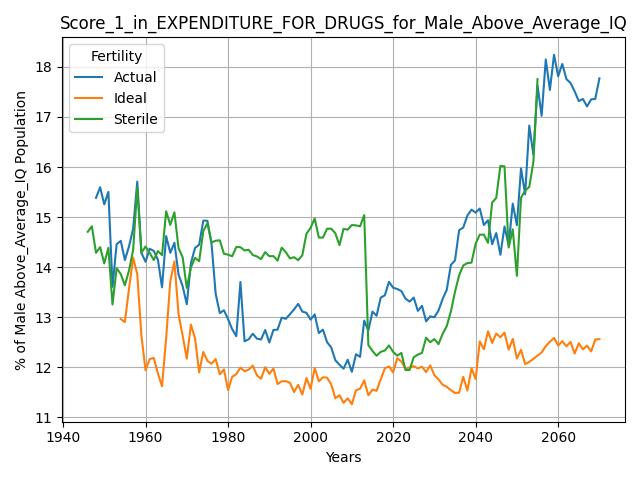 Score_1_in_EXPENDITURE_FOR_DRUGS_for_Male_Above_Average_IQ
Fertility
Actual
Ideal
Sterile
% of Male Above_Average_IQ Population
18
17
16
15
14
13
12
11
1940 1960 1980 2000 2020 2040 2060
Years